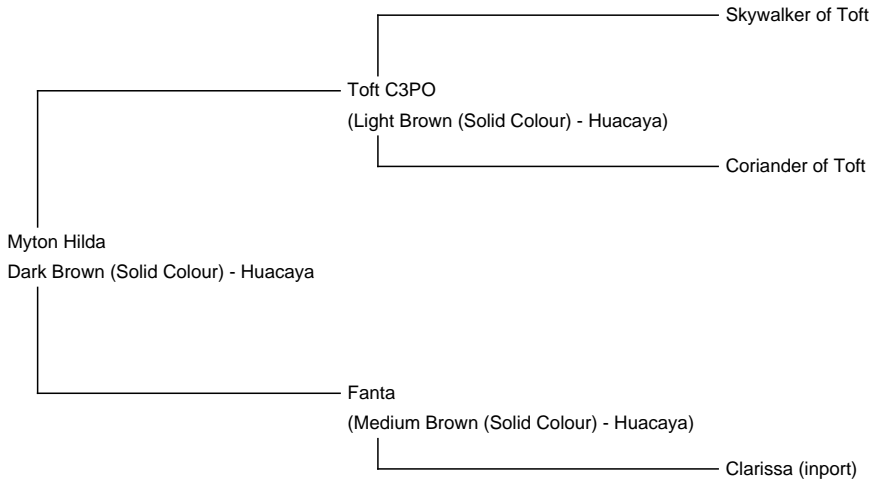 Skywalker of Toft
Toft C3PO
(Light Brown (Solid Colour) - Huacaya)
Coriander of Toft
Myton Hilda
Dark Brown (Solid Colour) - Huacaya
Fanta
(Medium Brown (Solid Colour) - Huacaya)
Clarissa (inport)